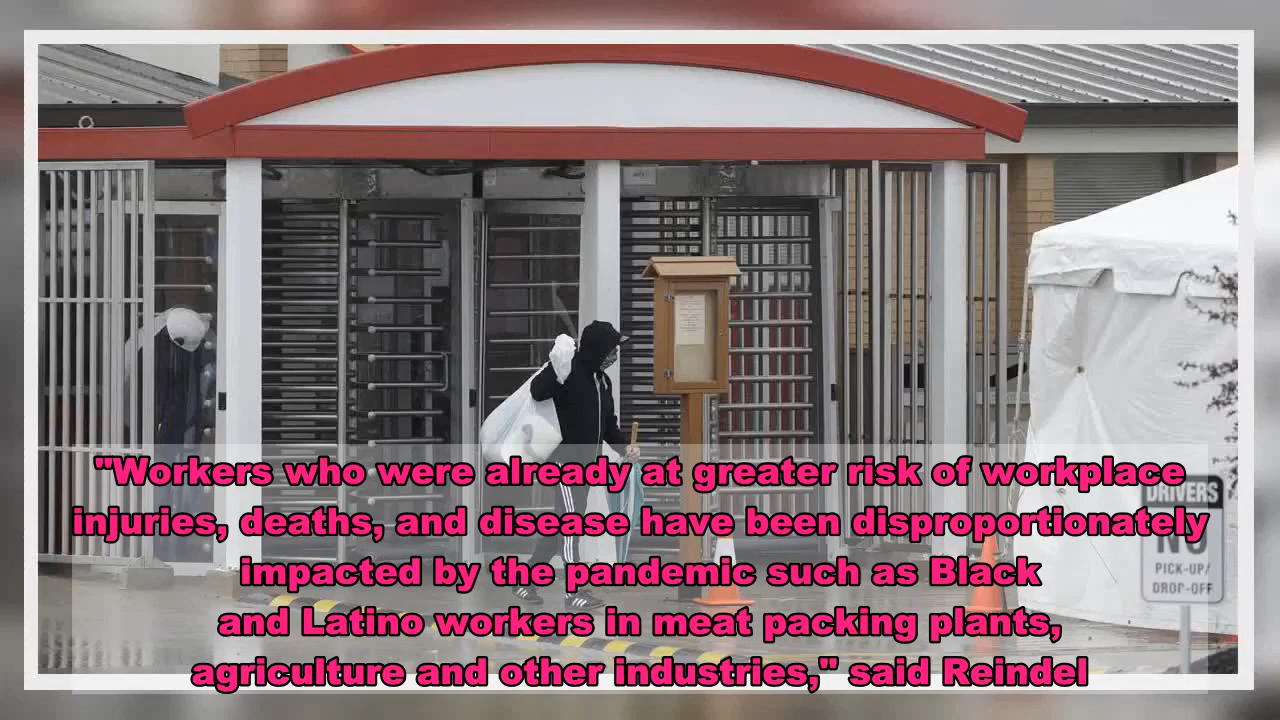 "Workers who were already at greater risk of workplace
injuries, deaths, and disease have been disproportionately
impacted by the pandemic such as Black
and Latino workers in meat packing plants,
agriculture and other industries," said Reindel
DRIVERS
NO
PICK-UP/
DROP-OFF